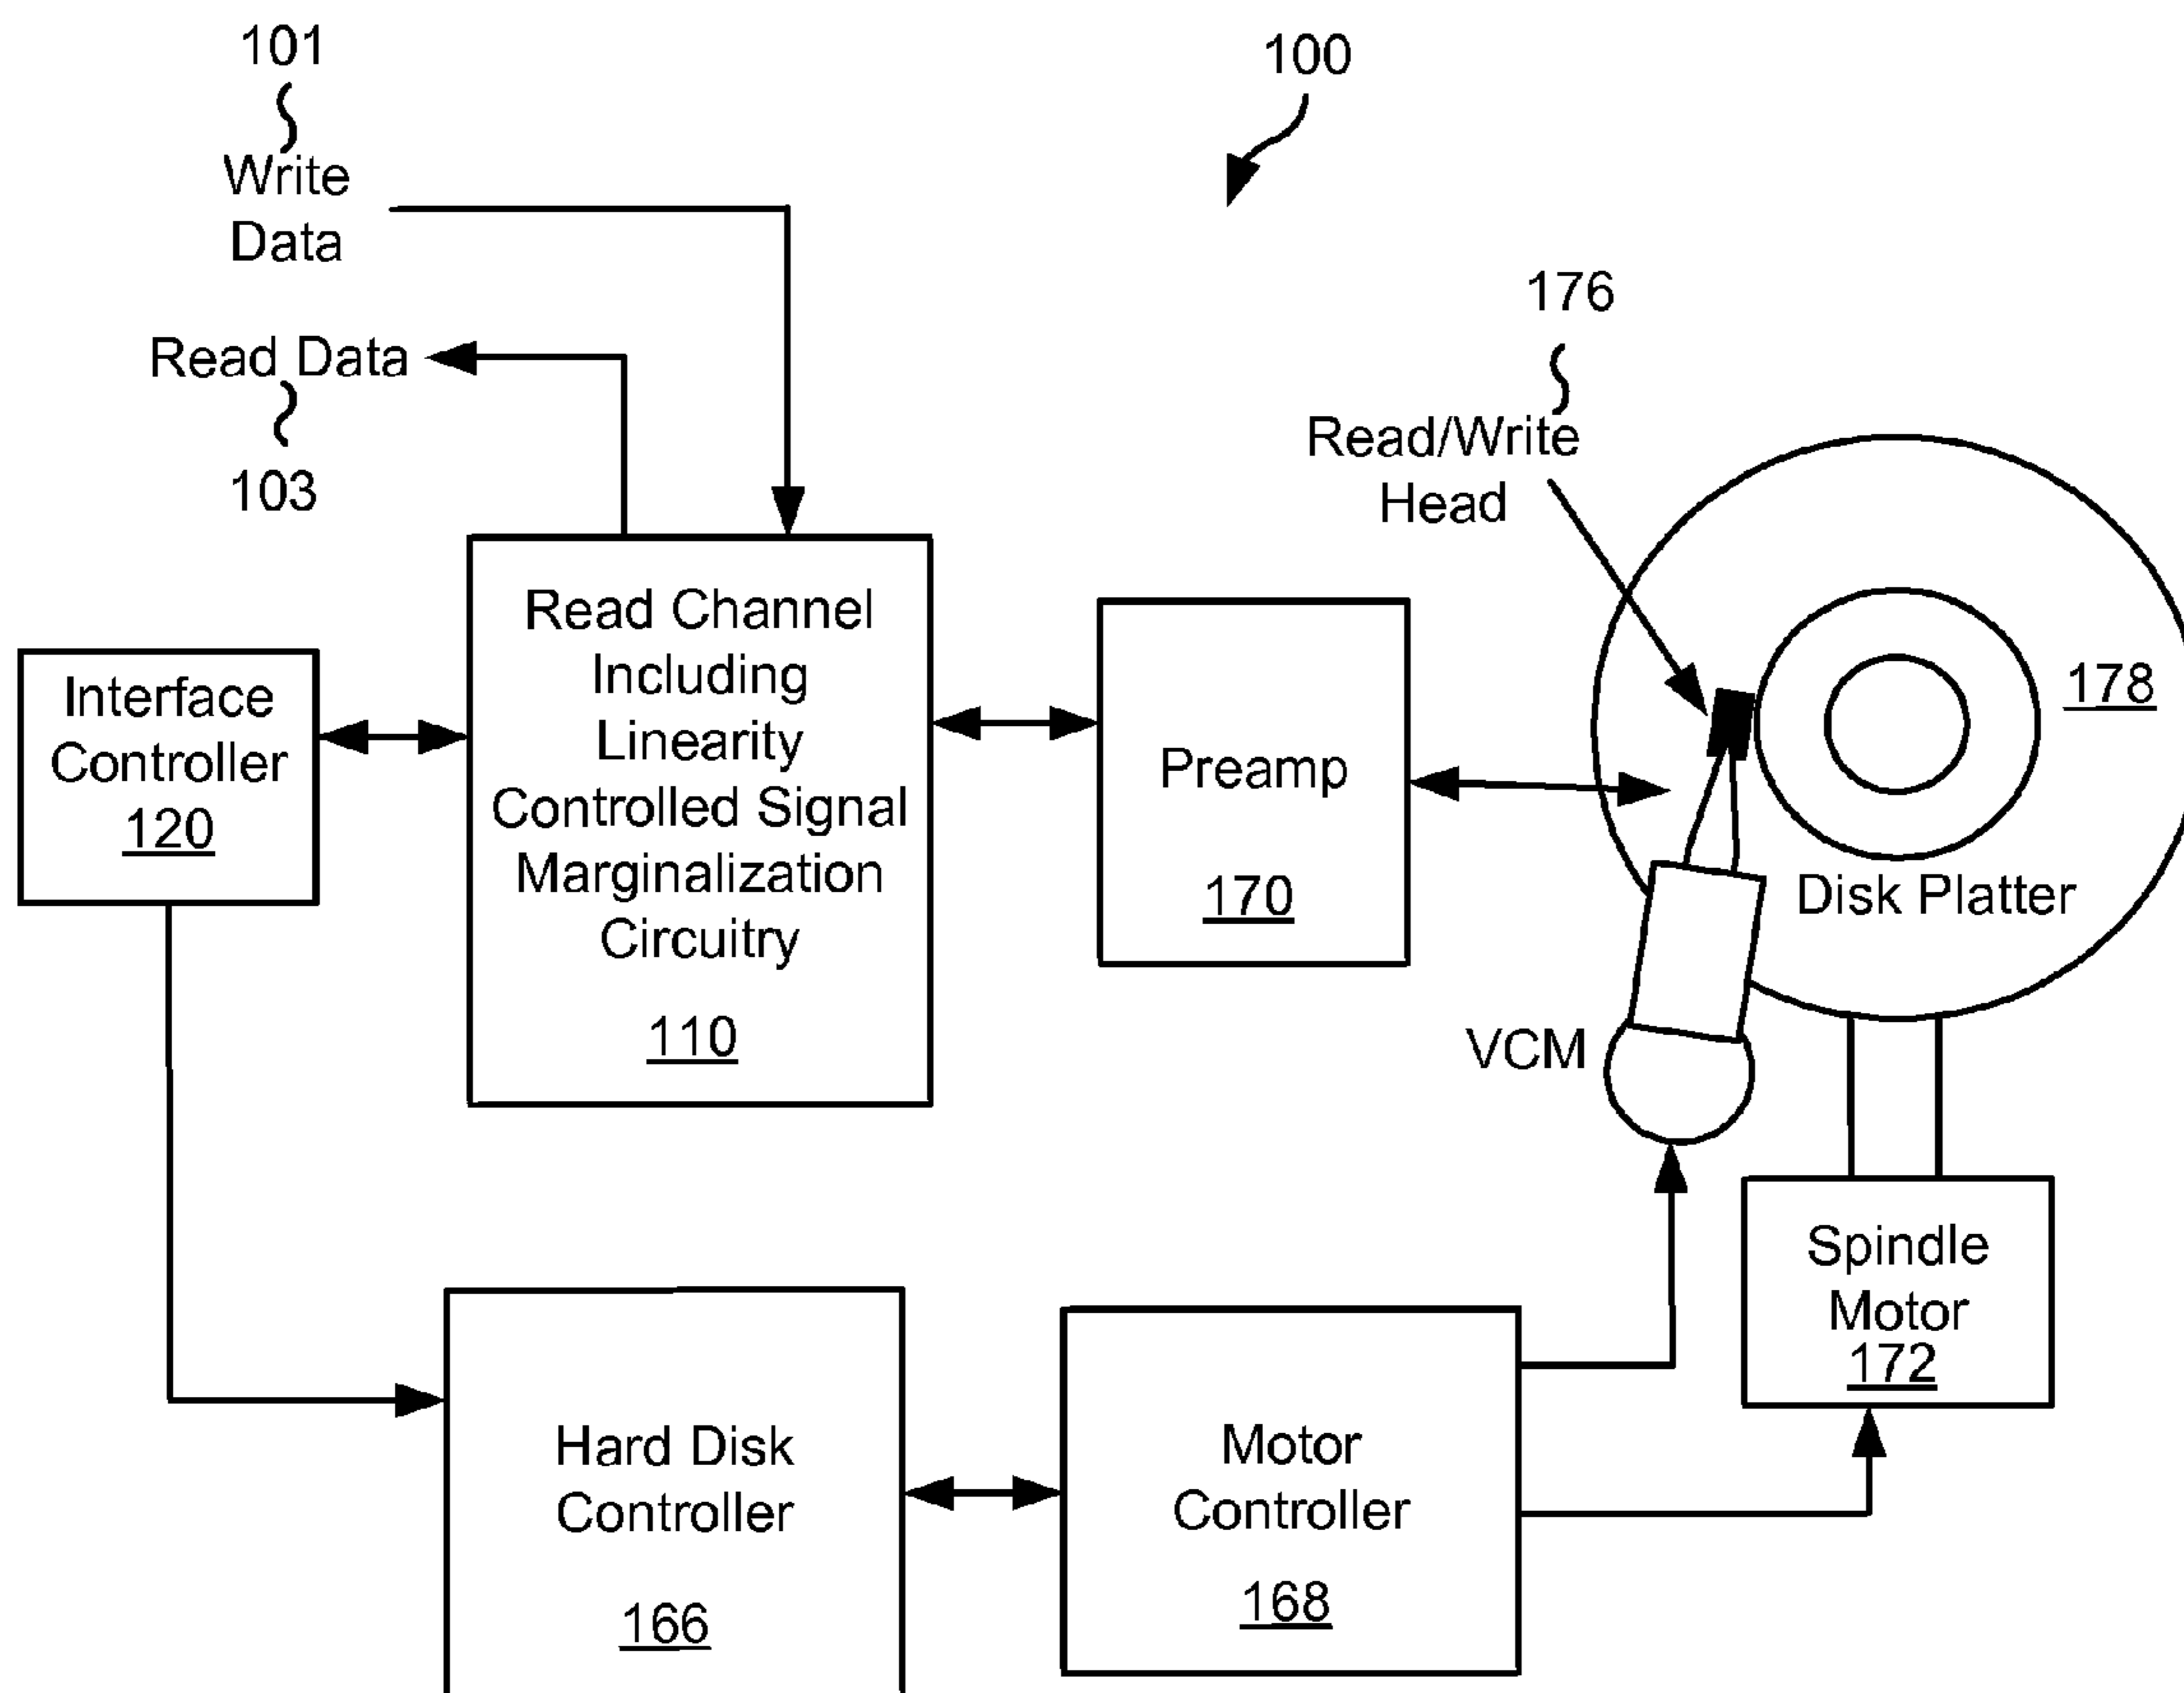 101
100
Write
Data
176
Read Data
103
Read/Write
Head
Read Channel
Including
Linearity
Controlled Signal
Marginalization
Circuitry
110
Interface
Controller
120
Preamp
170
178
Disk Platter
VCM
Spindle
Motor
172
Hard Disk
Controller
166
Motor
Controller
168